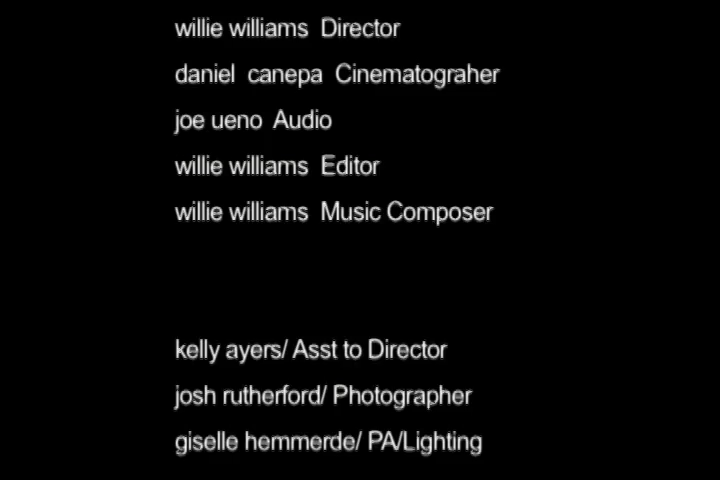 willie williams Director
daniel canepa Cinematograher
joe ueno Audio
willie williams Editor
willie williams Music Composer
kelly ayers/ Asst to Director
josh rutherford/ Photographer
giselle hemmerde/ PA/Lighting